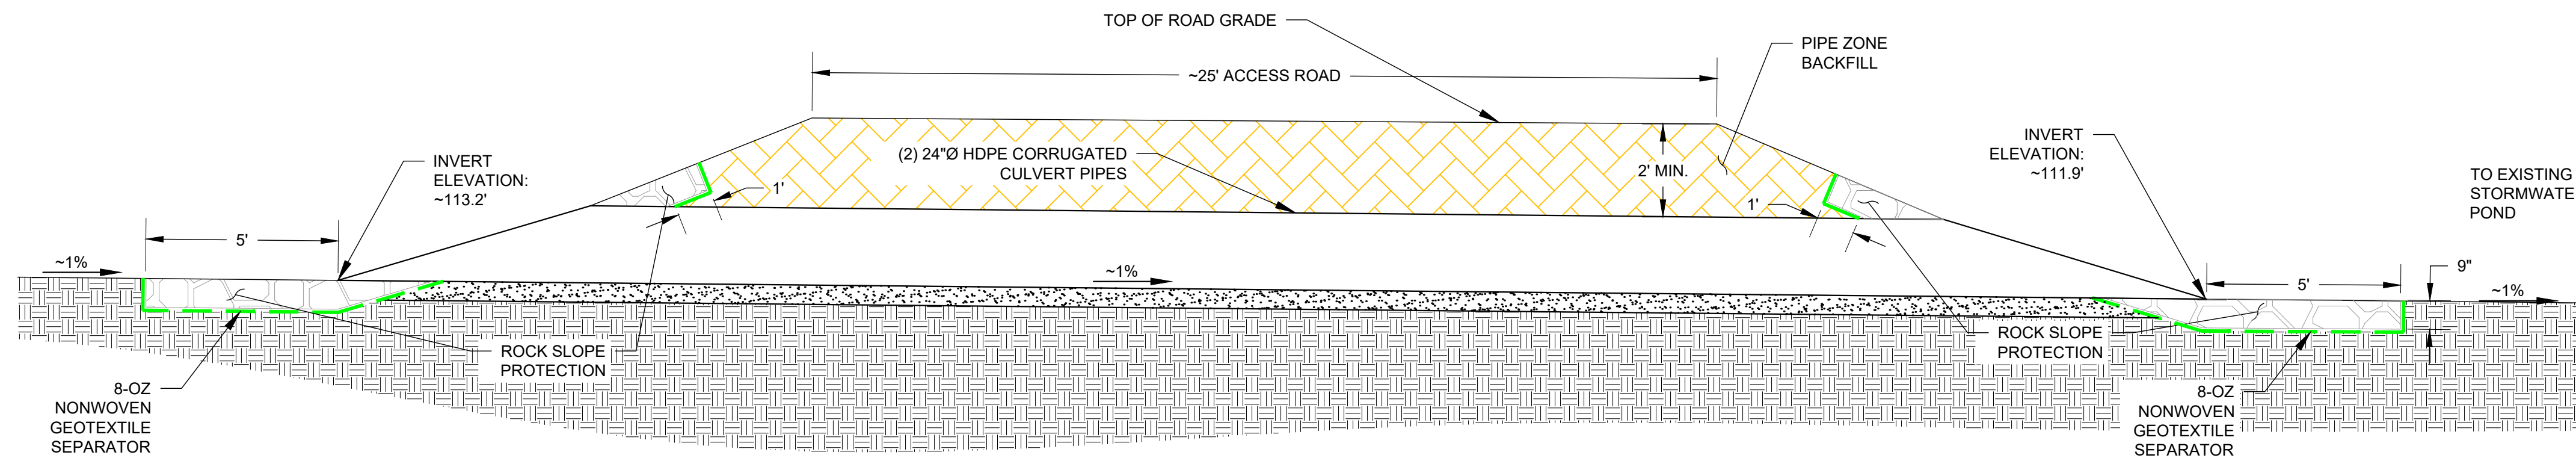 TOP OF ROAD GRADE
PIPE ZONE
BACKFILL
~25' ACCESS ROAD
INVERT
ELEVATION:
~113.2'
(2) 24"Ø HDPE CORRUGATED
CULVERT PIPES
2' MIN.
INVERT
ELEVATION:
~111.9'
TO EXISTING
STORMWATE
POND
1'
1'
5'
~1%
~1%
5'
9"
~1%
ROCK SLOPE
PROTECTION
ROCK SLOPE
PROTECTION
8-OZ
NONWOVEN
GEOTEXTILE
SEPARATOR
8-OZ
NONWOVEN
GEOTEXTILE
SEPARATOR